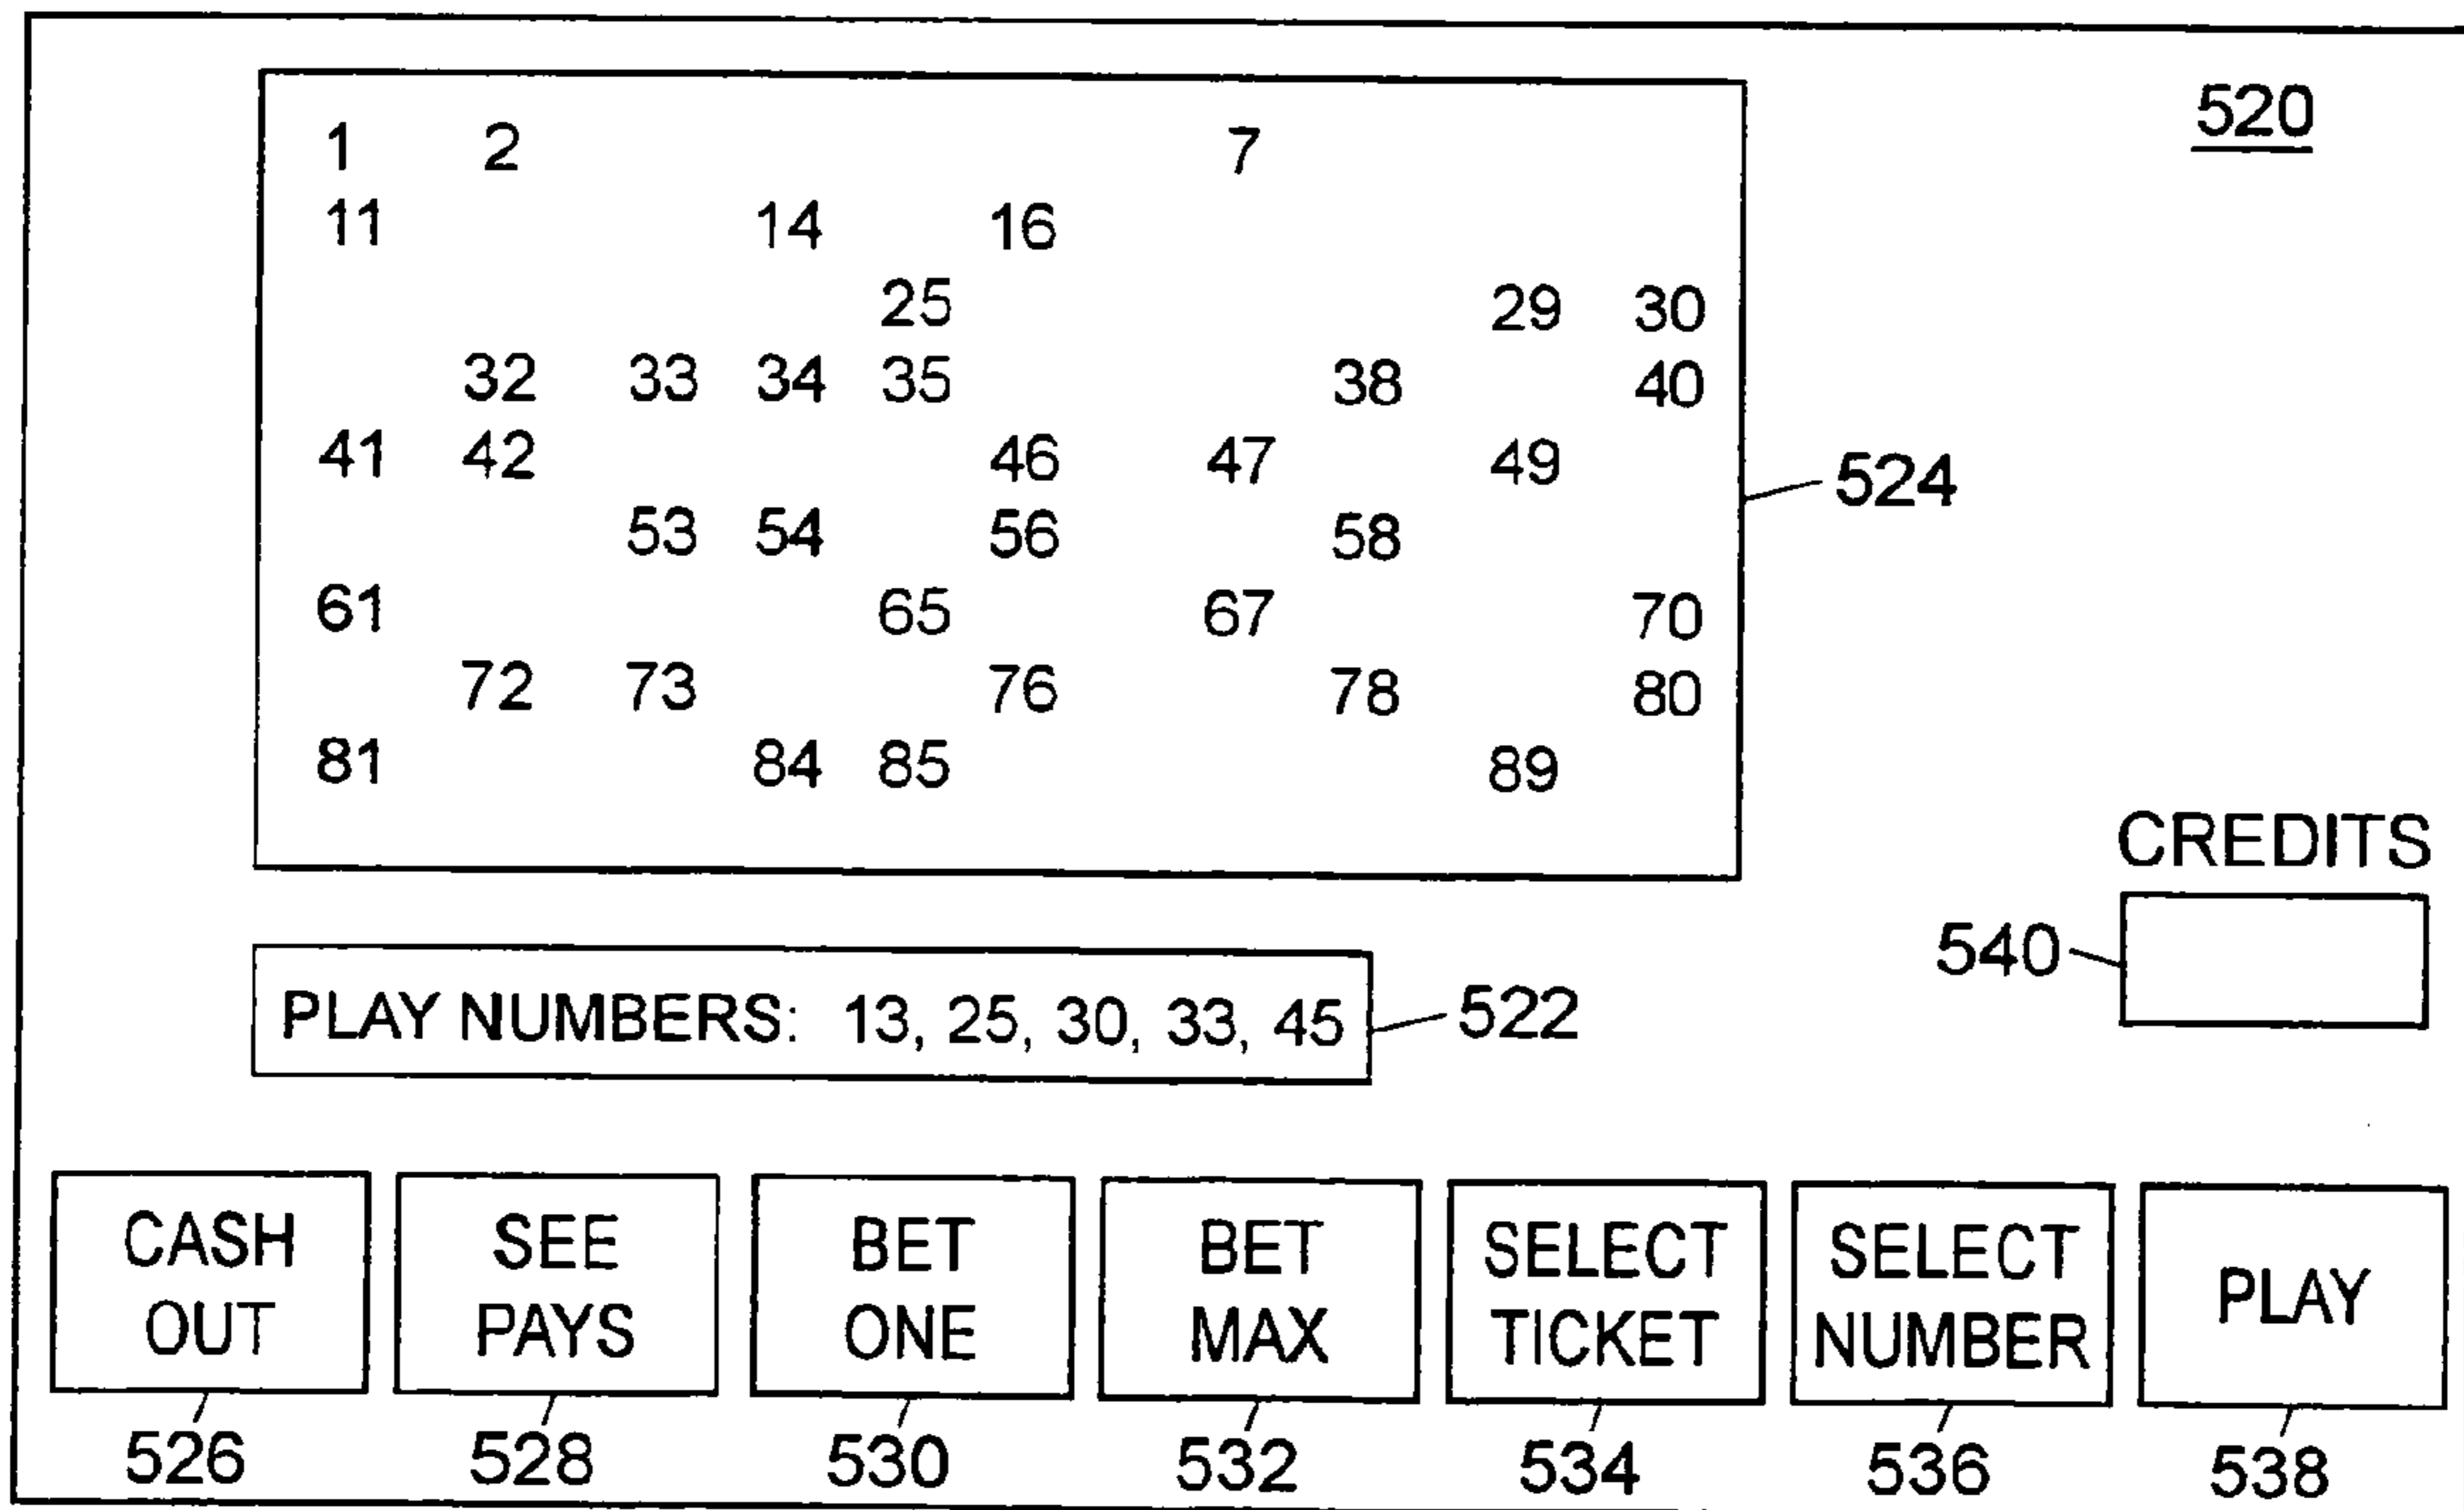 520
1 2 7
11 14 16
25 29 30
32 33 34 35 38 40
41 42 46 47 49
524
53 54 56 58
61 65 67 70
72 73 76 78 80
81 84 85 89
CREDITS
540
PLAY NUMBERS: 13, 25, 30, 33, 45
522
CASH
OUT
SEE
PAYS
BET
ONE
BET
MAX
SELECT
TICKET
SELECT
NUMBER
PLAY
526 528 530 532 534 536 538